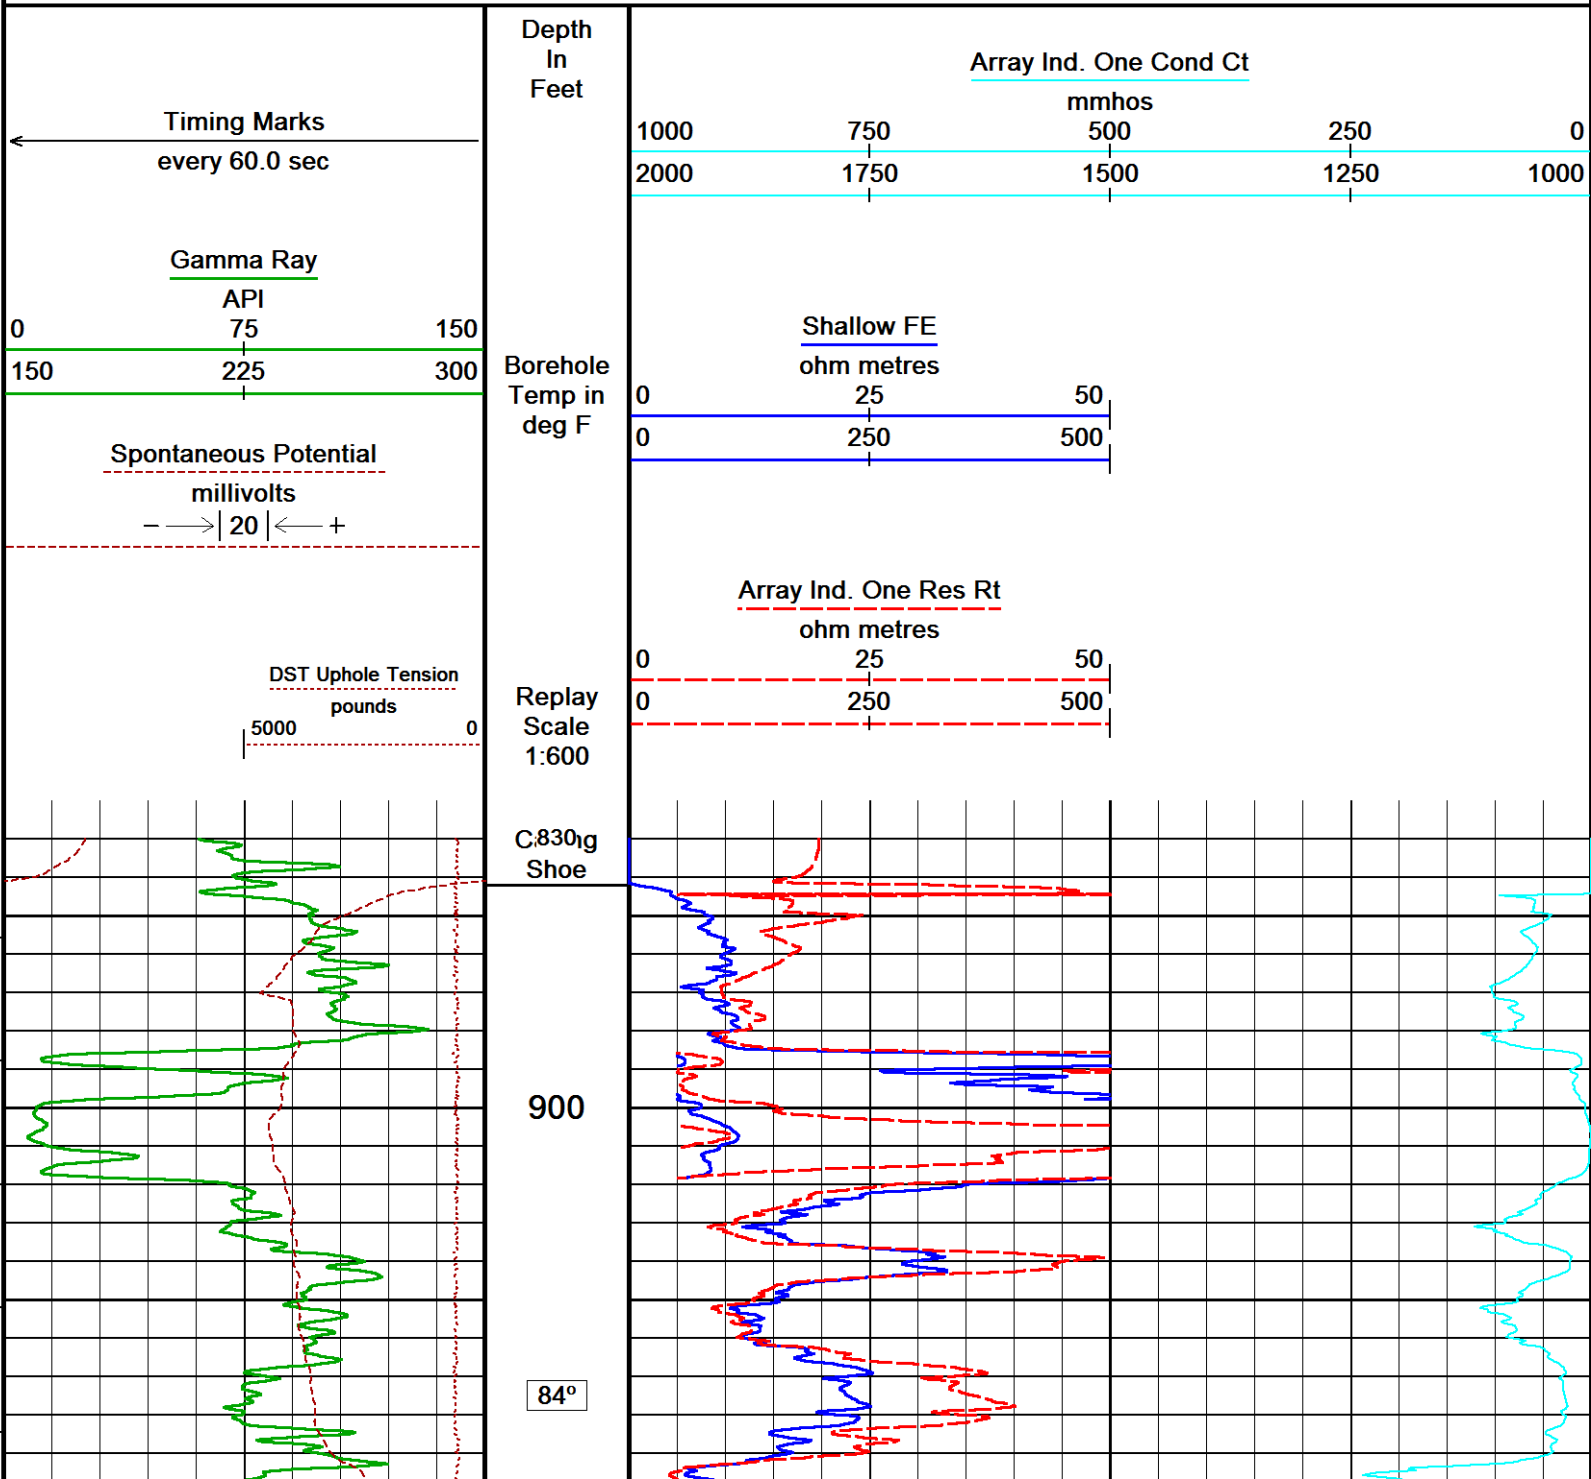 Depth
In
Feet
Array Ind. One Cond Ct
mmhos
1000 750 500 250 0
2000 1750 1500 1250 1000
Timing Marks
every 60.0 sec
Gamma Ray
API
0 75 150
150 225 300
Shallow FE
ohm metres
0 25 50
0 250 500
Borehole
Temp in
deg F
Spontaneous Potential
millivolts
− 20 +
Array Ind. One Res Rt
ohm metres
0 25 50
0 250 500
DST Uphole Tension
pounds
5000 0
Replay
Scale
1:600
830
Shoe
900
84º